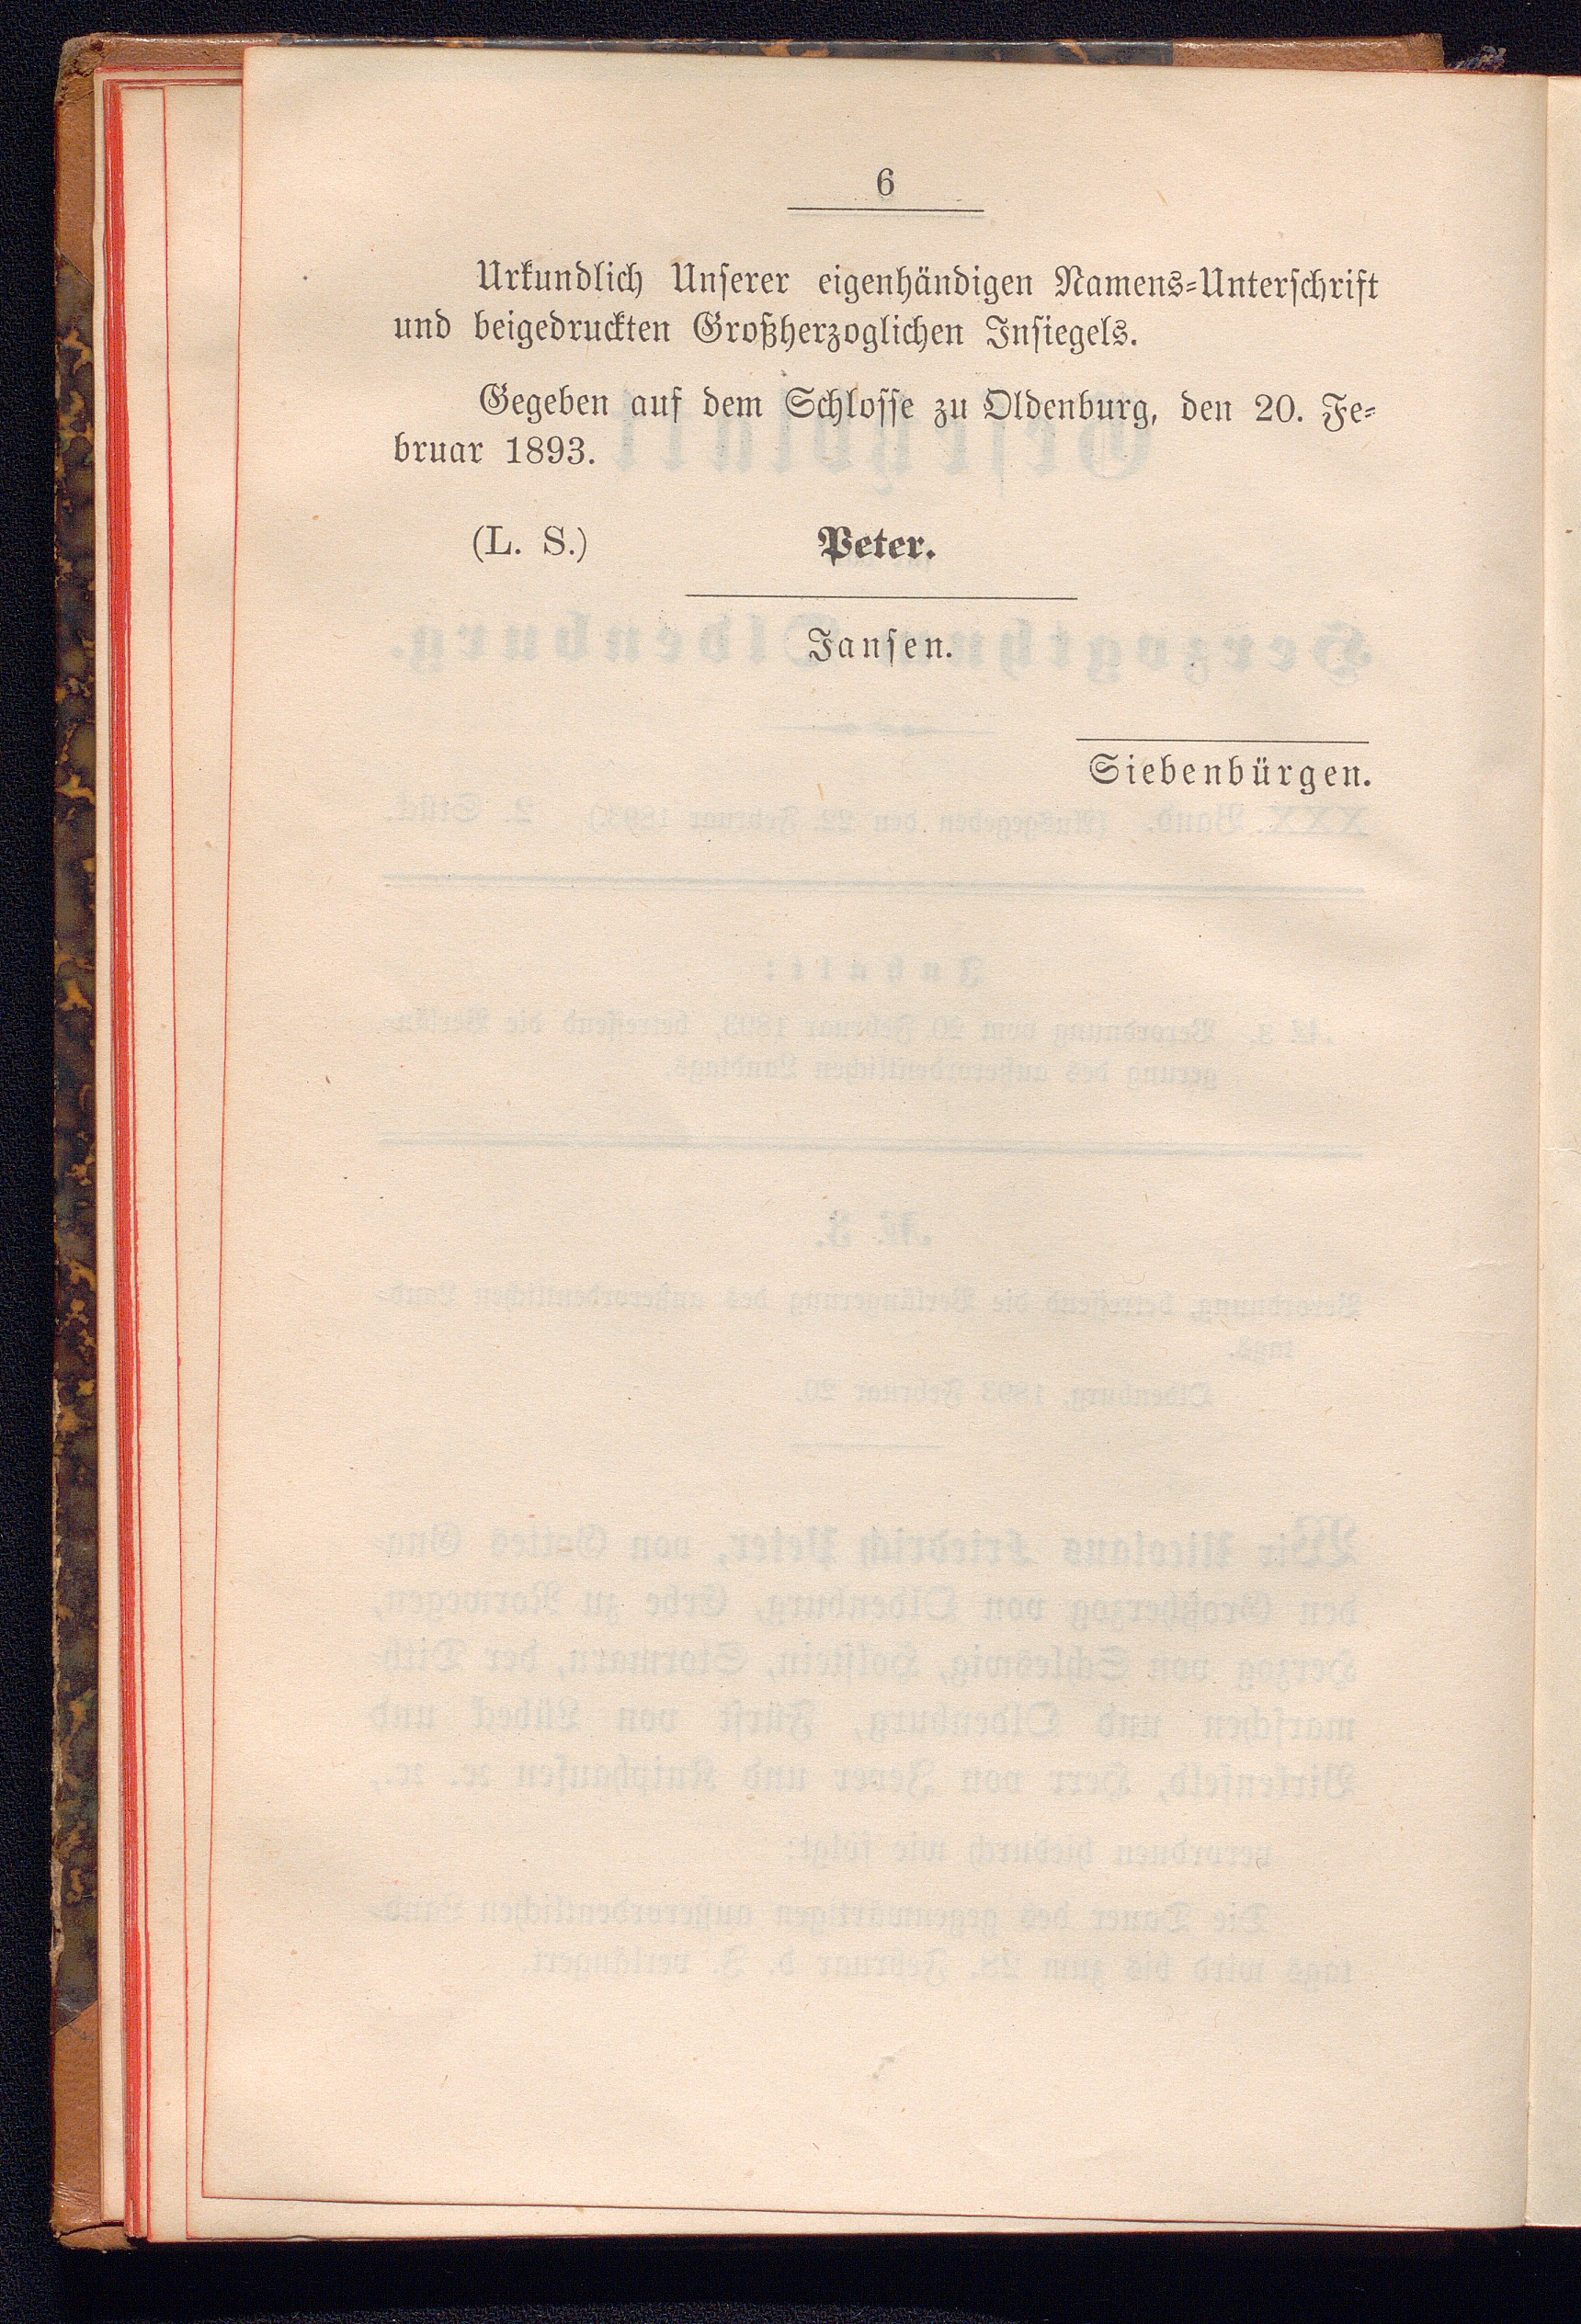 6
Urkundlich Unserer eigenhändigen Namens-Unterschrift
und beigedruckten Großherzoglichen Insiegels.
Gegeben auf dem Schlosse zu Oldenburg, den 20. Fe-
bruar 1893.
(L. S.) Peter.
Jansen.
Siebenbürgen.